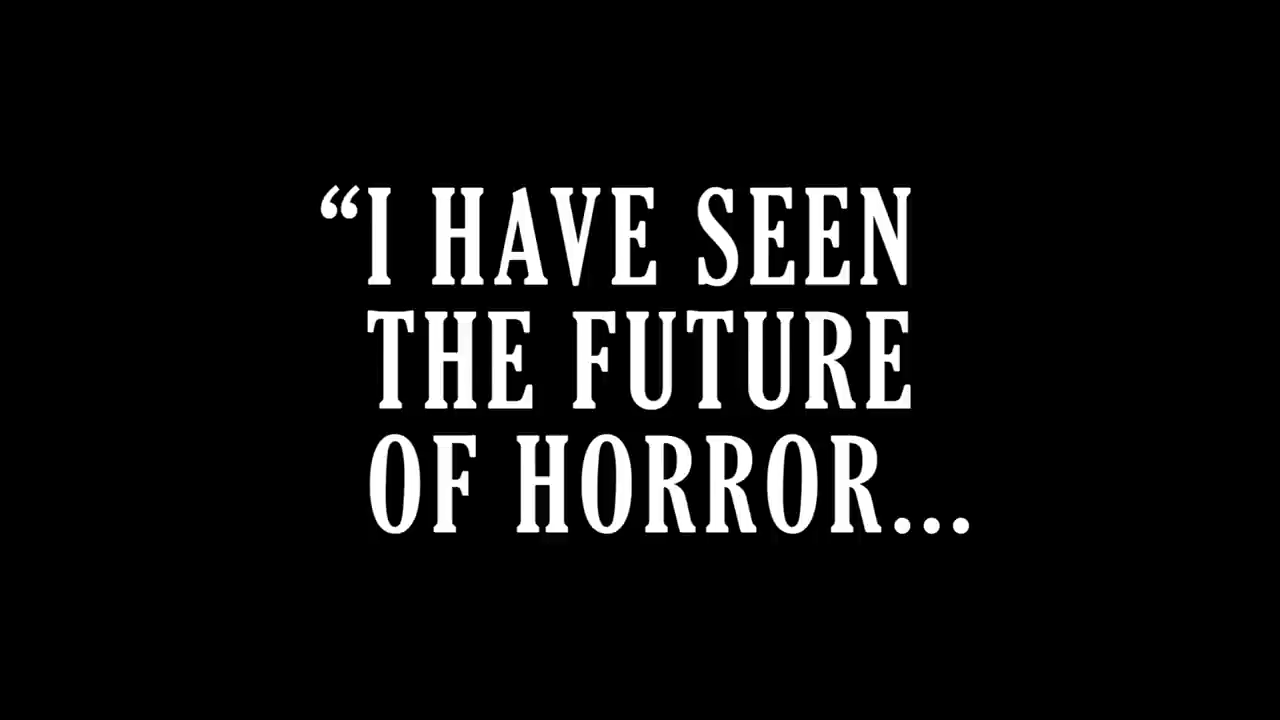 “I HAVE SEEN
THE FUTURE
OF HORROR...